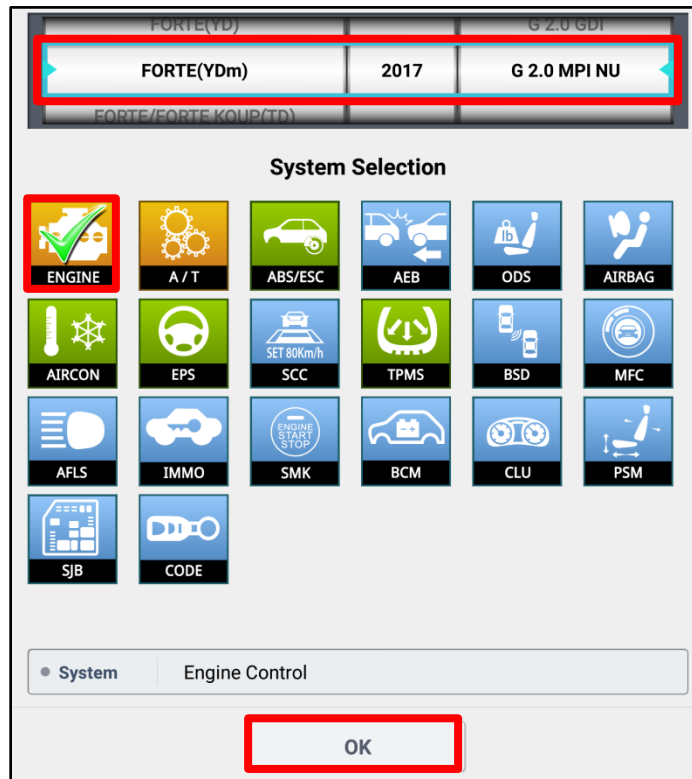 FORTE(YD) G 2.0 GDI
FORTE(YDm) 2017 G 2.0 MPI NU
FORTE/FORTE KOUP(TD)
System Selection
ENGINE A / T ABS/ESC AEB lb ODS AIRBAG
AIRCON EPS SET 80Km/h SCC TPMS BSD MFC
AFLS IMMO ENGINE START STOP SMK BCM CLU PSM
SJB CODE
System Engine Control
OK